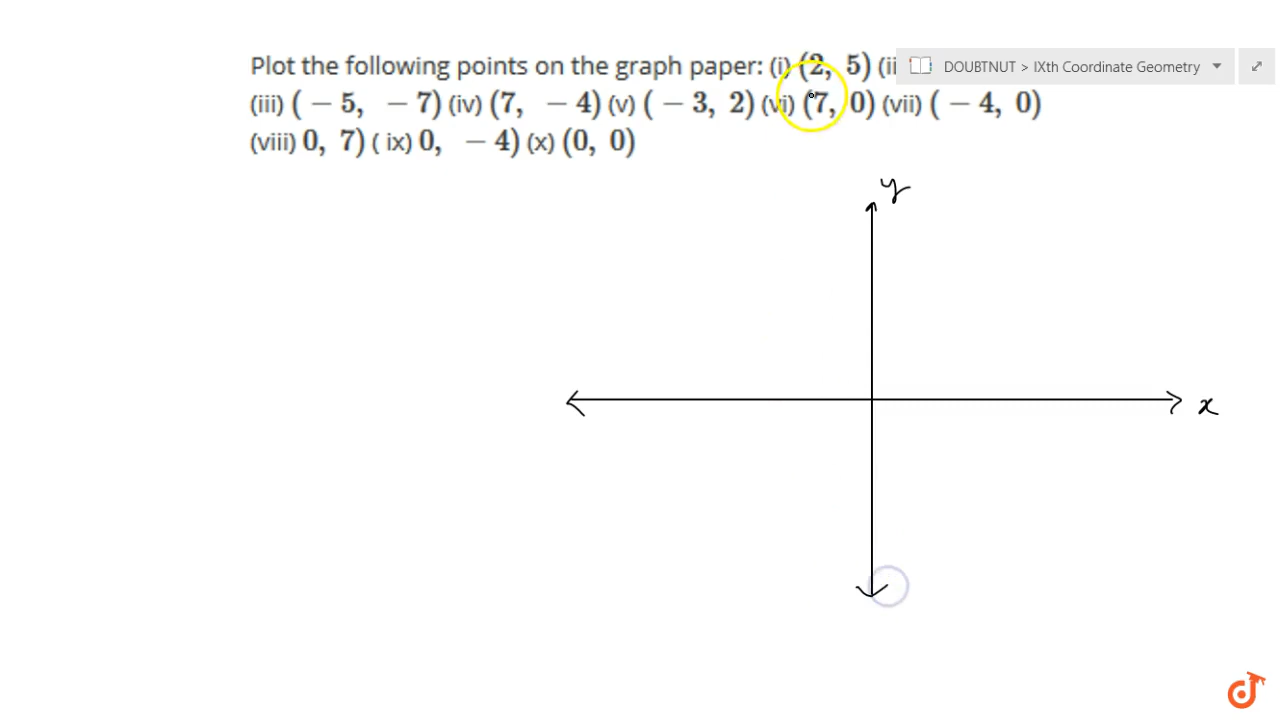 Plot the following points on the graph paper: (i) (2, 5) (ii DOUBTNUT > IXth Coordinate Geometry
(iii) ( − 5, − 7) (iv) (7, − 4) (v) ( − 3, 2) (vi) (7, 0) (vii) ( − 4, 0)
(viii) 0, 7) ( ix) 0, − 4) (x) (0, 0)
y
x